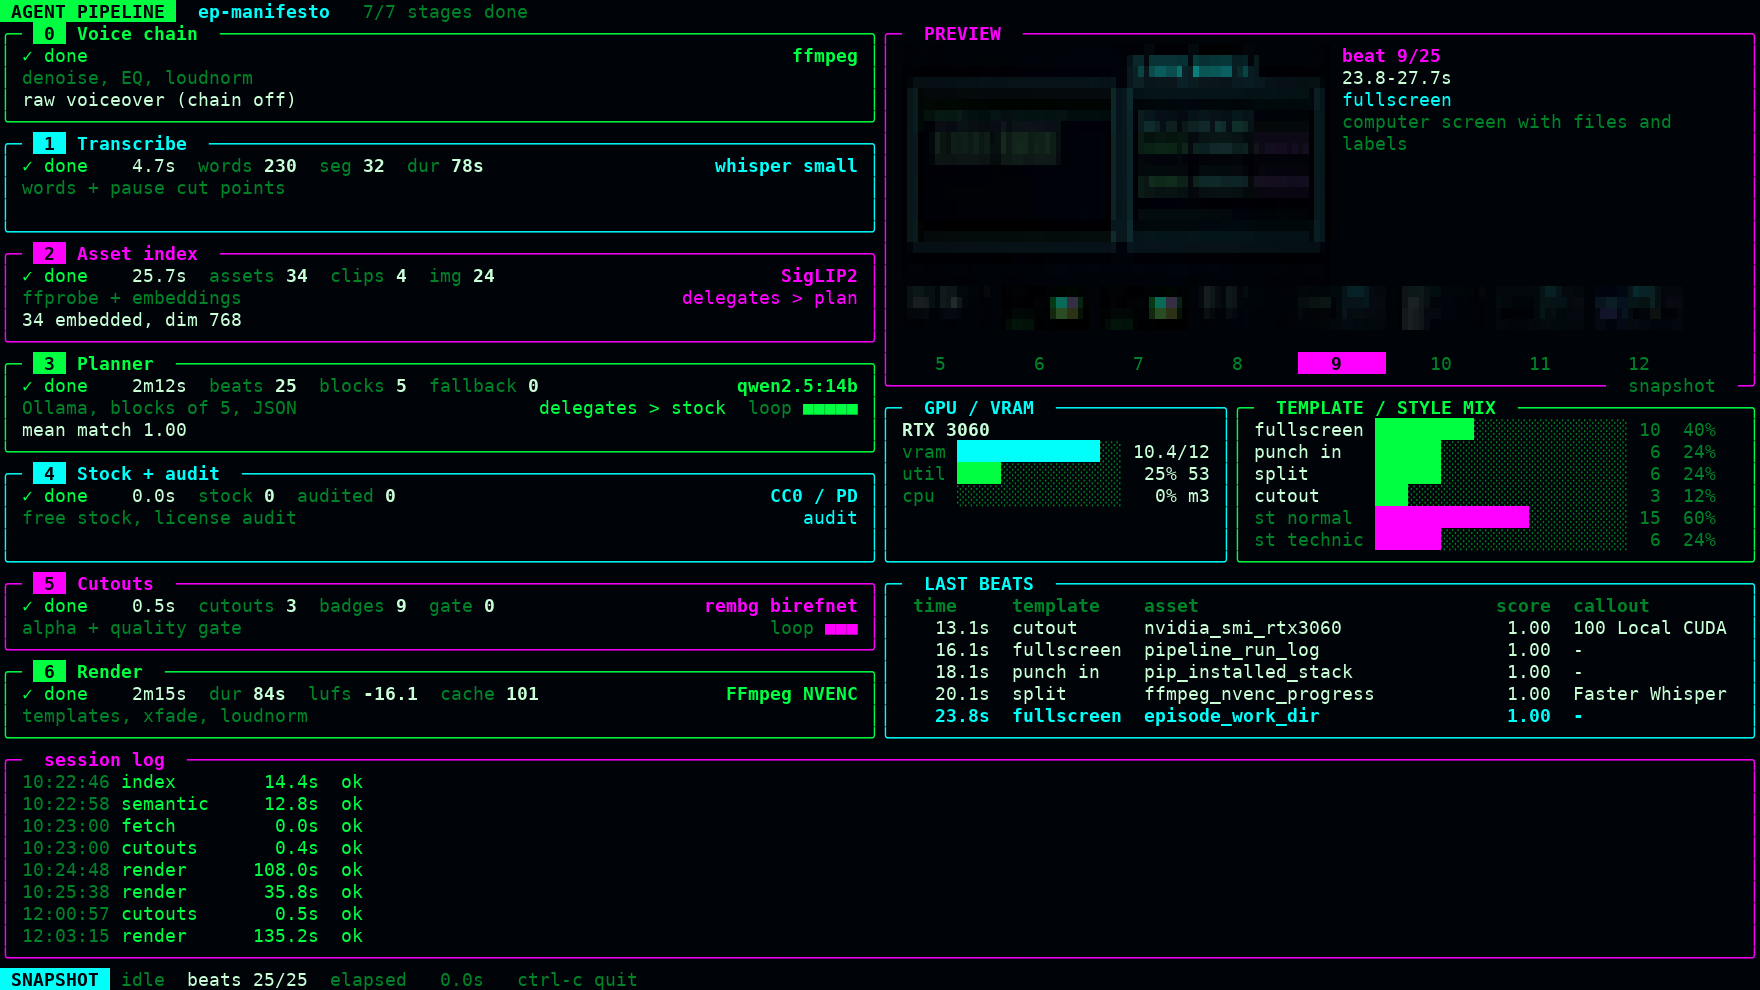 AGENT PIPELINE ep-manifesto 7/7 stages done
0 Voice chain
✓ done ffmpeg
denoise, EQ, loudnorm
raw voiceover (chain off)
1 Transcribe
✓ done 4.7s words 230 seg 32 dur 78s whisper small
words + pause cut points
2 Asset index
✓ done 25.7s assets 34 clips 4 img 24 SigLIP2
ffprobe + embeddings delegates > plan
34 embedded, dim 768
3 Planner
✓ done 2m12s beats 25 blocks 5 fallback 0 qwen2.5:14b
Ollama, blocks of 5, JSON delegates > stock loop
mean match 1.00
4 Stock + audit
✓ done 0.0s stock 0 audited 0 CC0 / PD
free stock, license audit audit
5 Cutouts
✓ done 0.5s cutouts 3 badges 9 gate 0 rembg birefnet
alpha + quality gate loop
6 Render
✓ done 2m15s dur 84s lufs -16.1 cache 101 FFmpeg NVENC
templates, xfade, loudnorm
PREVIEW
beat 9/25
23.8-27.7s
fullscreen
computer screen with files and
labels
5 6 7 8 9 10 11 12
snapshot
GPU / VRAM
RTX 3060
vram 10.4/12
util 25% 53
cpu 0% m3
TEMPLATE / STYLE MIX
fullscreen 10 40%
punch in 6 24%
split 6 24%
cutout 3 12%
st normal 15 60%
st technic 6 24%
LAST BEATS
time template asset score callout
13.1s cutout nvidia_smi_rtx3060 1.00 100 Local CUDA
16.1s fullscreen pipeline_run_log 1.00 -
18.1s punch in pip_installed_stack 1.00 -
20.1s split ffmpeg_nvenc_progress 1.00 Faster Whisper
23.8s fullscreen episode_work_dir 1.00 -
session log
10:22:46 index 14.4s ok
10:22:58 semantic 12.8s ok
10:23:00 fetch 0.0s ok
10:23:00 cutouts 0.4s ok
10:24:48 render 108.0s ok
10:25:38 render 35.8s ok
12:00:57 cutouts 0.5s ok
12:03:15 render 135.2s ok
SNAPSHOT idle beats 25/25 elapsed 0.0s ctrl-c quit